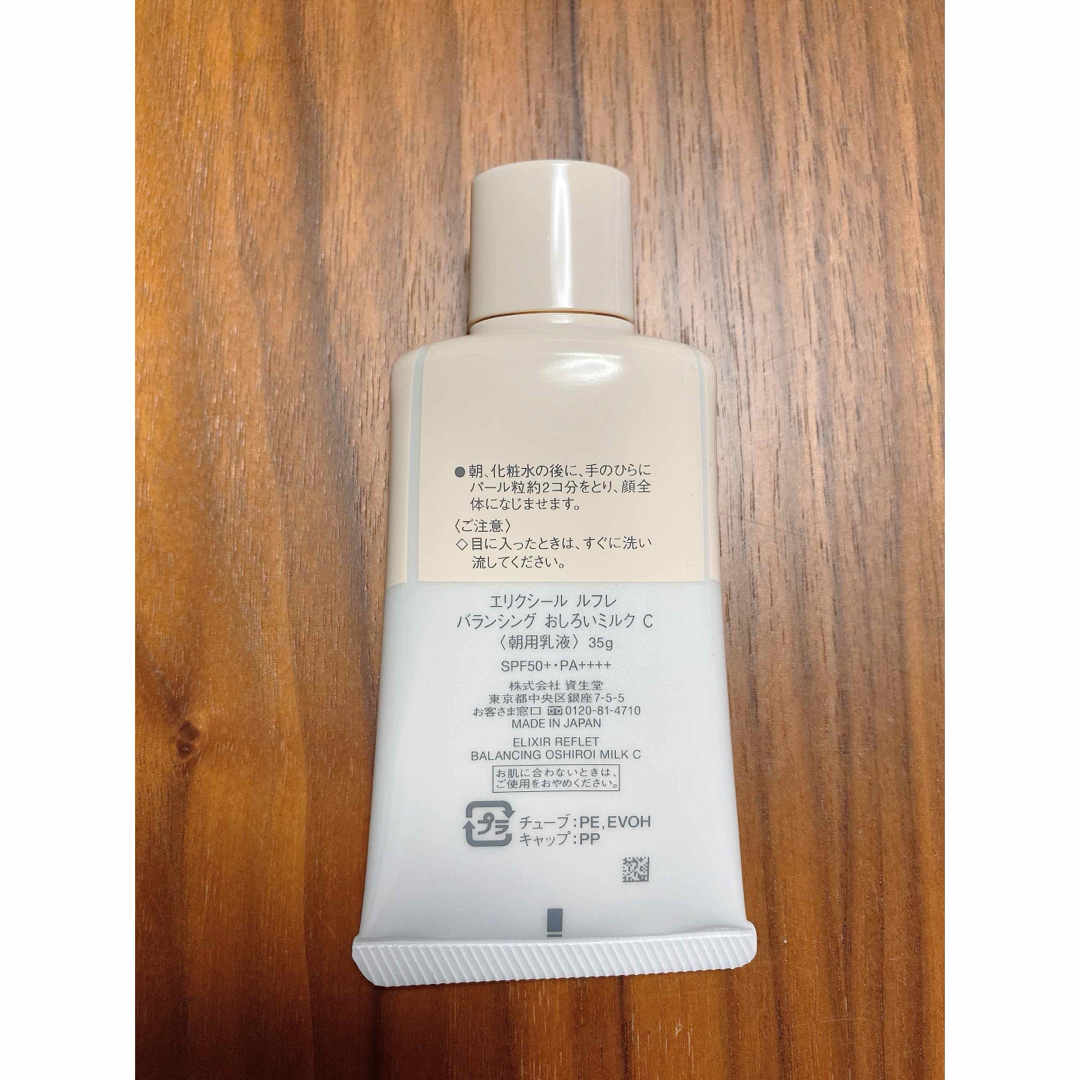 ●朝、化粧水の後に、手のひらに
パール粒約2コ分をとり、顔全
体になじませます。
〈ご注意〉
◇目に入ったときは、すぐに洗い
流してください。
エリクシール ルフレ
バランシング おしろいミルク C
〈朝用乳液〉 35g
SPF50+・PA++++
株式会社 資生堂
東京都中央区銀座7-5-5
お客さま窓口 0120-81-4710
MADE IN JAPAN
ELIXIR REFLET
BALANCING OSHIROI MILK C
お肌に合わないときは、
ご使用をおやめください。
プラ
チューブ：PE,EVOH
キャップ：PP